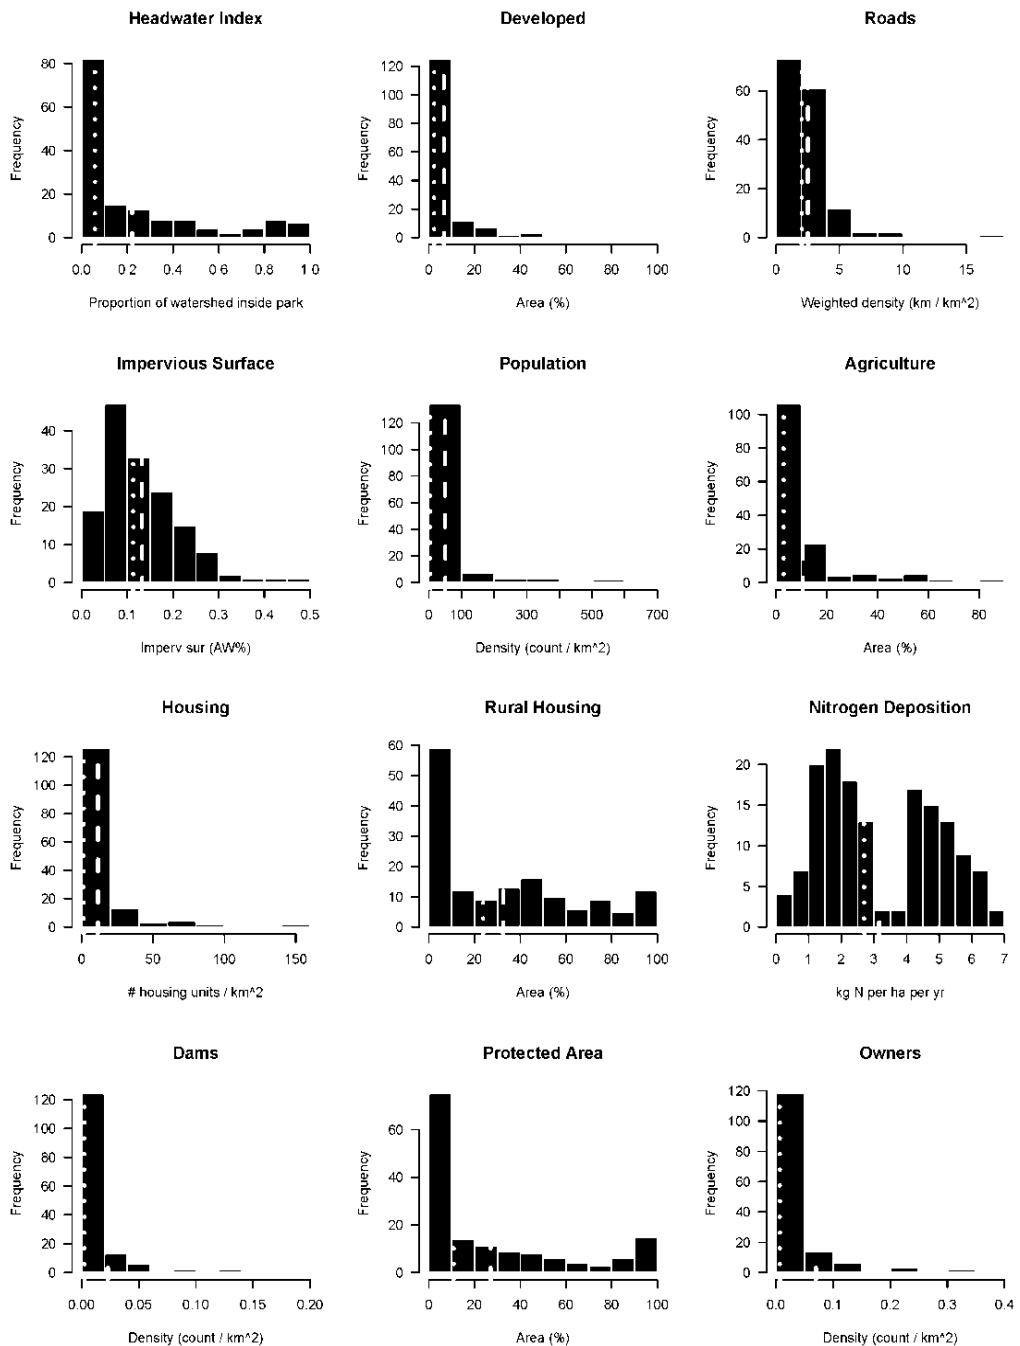 Headwater Index
Frequency
80
60
40
20
0
0.0 0.2 0.4 0.6 0.8 1 0
Proportion of watershed inside park
Developed
Frequency
120
100
80
60
40
20
0
0 20 40 60 80 100
Area (%)
Roads
Frequency
60
40
20
0
0 5 10 15
Weighted density (km / km^2)
Impervious Surface
Frequency
40
30
20
10
0
0.0 0.1 0.2 0.3 0.4 0.5
Imperv sur (AW%)
Population
Frequency
120
100
80
60
40
20
0
0 100 300 500 700
Density (count / km^2)
Agriculture
Frequency
100
80
60
40
20
0
0 20 40 60 80
Area (%)
Housing
Frequency
120
100
80
60
40
20
0
0 50 100 150
# housing units / km^2
Rural Housing
Frequency
60
50
40
30
20
10
0
0 20 40 60 80 100
Area (%)
Nitrogen Deposition
Frequency
20
15
10
5
0
0 1 2 3 4 5 6 7
kg N per ha per yr
Dams
Frequency
120
100
80
60
40
20
0
0.00 0.05 0.10 0.15 0.20
Density (count / km^2)
Protected Area
Frequency
60
40
20
0
0 20 40 60 80 100
Area (%)
Owners
Frequency
120
100
80
60
40
20
0
0.0 0.1 0.2 0.3 0.4
Density (count / km^2)